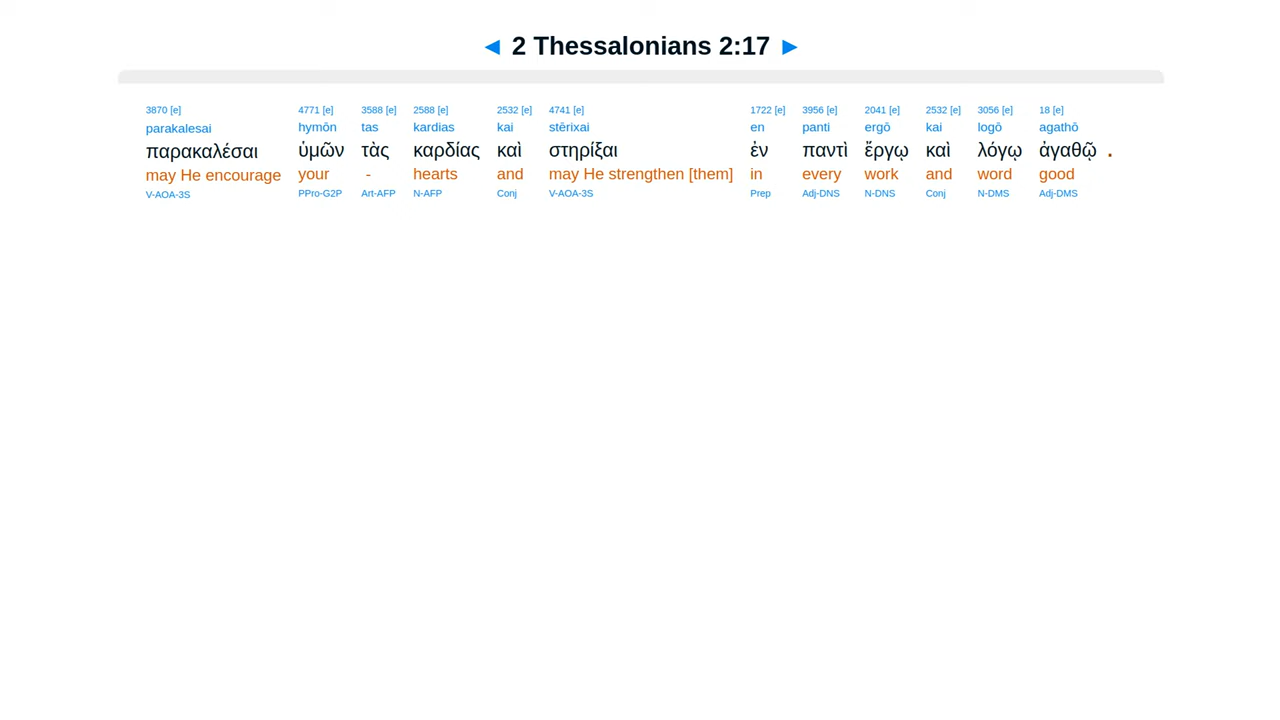 ◄ 2 Thessalonians 2:17 ►
3870 [e] 4771 [e] 3588 [e] 2588 [e] 2532 [e] 4741 [e] 1722 [e] 3956 [e] 2041 [e] 2532 [e] 3056 [e] 18 [e]
parakalesai hymōn tas kardias kai stērixai en panti ergō kai logō agathō
παρακαλέσαι ὑμῶν τὰς καρδίας καὶ στηρίξαι ἐν παντὶ ἔργῳ καὶ λόγῳ ἀγαθῷ .
may He encourage your - hearts and may He strengthen [them] in every work and word good
V-AOA-3S PPro-G2P Art-AFP N-AFP Conj V-AOA-3S Prep Adj-DNS N-DNS Conj N-DMS Adj-DMS